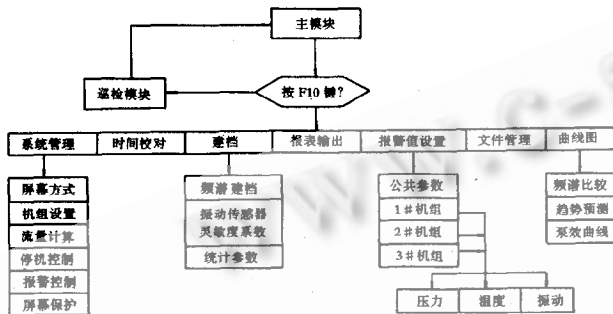 主模块
巡检模块
按 F10 键?
系统管理 时间校对 建档 报表输出 报警值设置 文件管理 曲线图
屏幕方式
机组设置
流量计算
停机控制
报警控制
屏幕保护
频谱建档
振动传感器
灵敏度系数
统计参数
公共参数
1#机组
2#机组
3#机组
压力 温度 振动
频谱比较
趋势预测
泵效曲线